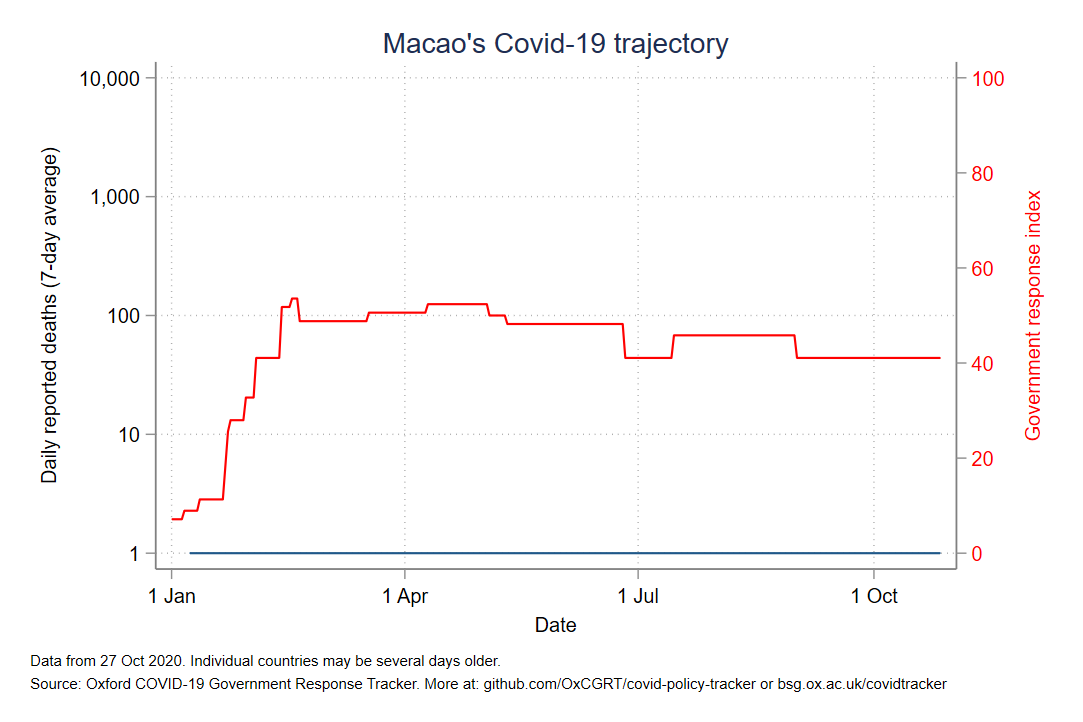 Macao's Covid-19 trajectory
10,000
1,000
100
10
1
Daily reported deaths (7-day average)
100
80
60
40
20
0
Government response index
1 Jan
1 Apr
1 Jul
1 Oct
Date
Data from 27 Oct 2020. Individual countries may be several days older.
Source: Oxford COVID-19 Government Response Tracker. More at: github.com/OxCGRT/covid-policy-tracker or bsg.ox.ac.uk/covidtracker